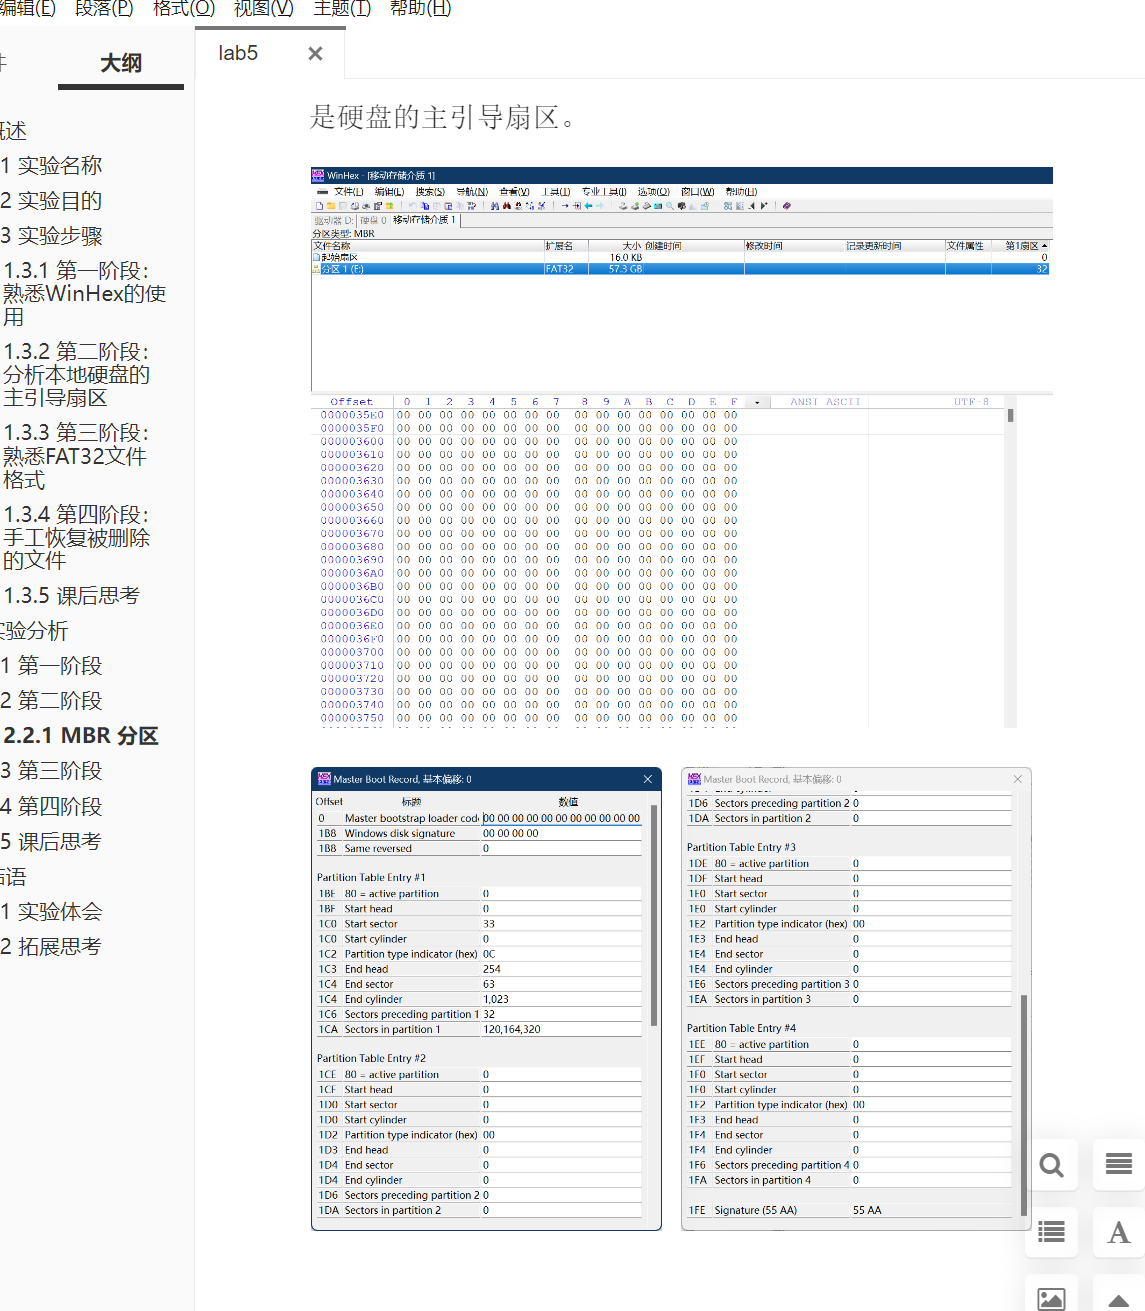 编辑(E) 段落(P) 格式(O) 视图(V) 主题(T) 帮助(H)
件 大纲
概述
1 实验名称
2 实验目的
3 实验步骤
1.3.1 第一阶段:
熟悉WinHex的使
用
1.3.2 第二阶段:
分析本地硬盘的
主引导扇区
1.3.3 第三阶段:
熟悉FAT32文件
格式
1.3.4 第四阶段:
手工恢复被删除
的文件
1.3.5 课后思考
实验分析
1 第一阶段
2 第二阶段
2.2.1 MBR 分区
3 第三阶段
4 第四阶段
5 课后思考
结语
1 实验体会
2 拓展思考
lab5 ×
是硬盘的主引导扇区。
WinHex - [移动存储介质 1]
文件(F) 编辑(L) 搜索(S) 导航(N) 查看(V) 工具(T) 专业工具(I) 选项(O) 窗口(W) 帮助(H)
驱动器 D: 硬盘 0 移动存储介质 1
分区类型: MBR
文件名称 扩展名 大小 创建时间 修改时间 记录更新时间 文件属性 第1扇区
起始扇区 16.0 KB 0
分区 1 (E:) FAT32 57.3 GB 32
Offset 0 1 2 3 4 5 6 7 8 9 A B C D E F ANSI ASCII UTF-8
0000035E0 00 00 00 00 00 00 00 00 00 00 00 00 00 00 00 00
0000035F0 00 00 00 00 00 00 00 00 00 00 00 00 00 00 00 00
000003600 00 00 00 00 00 00 00 00 00 00 00 00 00 00 00 00
000003610 00 00 00 00 00 00 00 00 00 00 00 00 00 00 00 00
000003620 00 00 00 00 00 00 00 00 00 00 00 00 00 00 00 00
000003630 00 00 00 00 00 00 00 00 00 00 00 00 00 00 00 00
000003640 00 00 00 00 00 00 00 00 00 00 00 00 00 00 00 00
000003650 00 00 00 00 00 00 00 00 00 00 00 00 00 00 00 00
000003660 00 00 00 00 00 00 00 00 00 00 00 00 00 00 00 00
000003670 00 00 00 00 00 00 00 00 00 00 00 00 00 00 00 00
000003680 00 00 00 00 00 00 00 00 00 00 00 00 00 00 00 00
000003690 00 00 00 00 00 00 00 00 00 00 00 00 00 00 00 00
0000036A0 00 00 00 00 00 00 00 00 00 00 00 00 00 00 00 00
0000036B0 00 00 00 00 00 00 00 00 00 00 00 00 00 00 00 00
0000036C0 00 00 00 00 00 00 00 00 00 00 00 00 00 00 00 00
0000036D0 00 00 00 00 00 00 00 00 00 00 00 00 00 00 00 00
0000036E0 00 00 00 00 00 00 00 00 00 00 00 00 00 00 00 00
0000036F0 00 00 00 00 00 00 00 00 00 00 00 00 00 00 00 00
000003700 00 00 00 00 00 00 00 00 00 00 00 00 00 00 00 00
000003710 00 00 00 00 00 00 00 00 00 00 00 00 00 00 00 00
000003720 00 00 00 00 00 00 00 00 00 00 00 00 00 00 00 00
000003730 00 00 00 00 00 00 00 00 00 00 00 00 00 00 00 00
000003740 00 00 00 00 00 00 00 00 00 00 00 00 00 00 00 00
000003750 00 00 00 00 00 00 00 00 00 00 00 00 00 00 00 00
Master Boot Record, 基本偏移: 0
Offset 标题 数值
0 Master bootstrap loader code 00 00 00 00 00 00 00 00 00 00 00
1B8 Windows disk signature 00 00 00 00
1B8 Same reversed 0
Partition Table Entry #1
1BE 80 = active partition 0
1BF Start head 0
1C0 Start sector 33
1C0 Start cylinder 0
1C2 Partition type indicator (hex) 0C
1C3 End head 254
1C4 End sector 63
1C4 End cylinder 1,023
1C6 Sectors preceding partition 1 32
1CA Sectors in partition 1 120,164,320
Partition Table Entry #2
1CE 80 = active partition 0
1CF Start head 0
1D0 Start sector 0
1D0 Start cylinder 0
1D2 Partition type indicator (hex) 00
1D3 End head 0
1D4 End sector 0
1D4 End cylinder 0
1D6 Sectors preceding partition 2 0
1DA Sectors in partition 2 0
Master Boot Record, 基本偏移: 0
1D6 Sectors preceding partition 2 0
1DA Sectors in partition 2 0
Partition Table Entry #3
1DE 80 = active partition 0
1DF Start head 0
1E0 Start sector 0
1E0 Start cylinder 0
1E2 Partition type indicator (hex) 00
1E3 End head 0
1E4 End sector 0
1E4 End cylinder 0
1E6 Sectors preceding partition 3 0
1EA Sectors in partition 3 0
Partition Table Entry #4
1EE 80 = active partition 0
1EF Start head 0
1F0 Start sector 0
1F0 Start cylinder 0
1F2 Partition type indicator (hex) 00
1F3 End head 0
1F4 End sector 0
1F4 End cylinder 0
1F6 Sectors preceding partition 4 0
1FA Sectors in partition 4 0
1FE Signature (55 AA) 55 AA
A